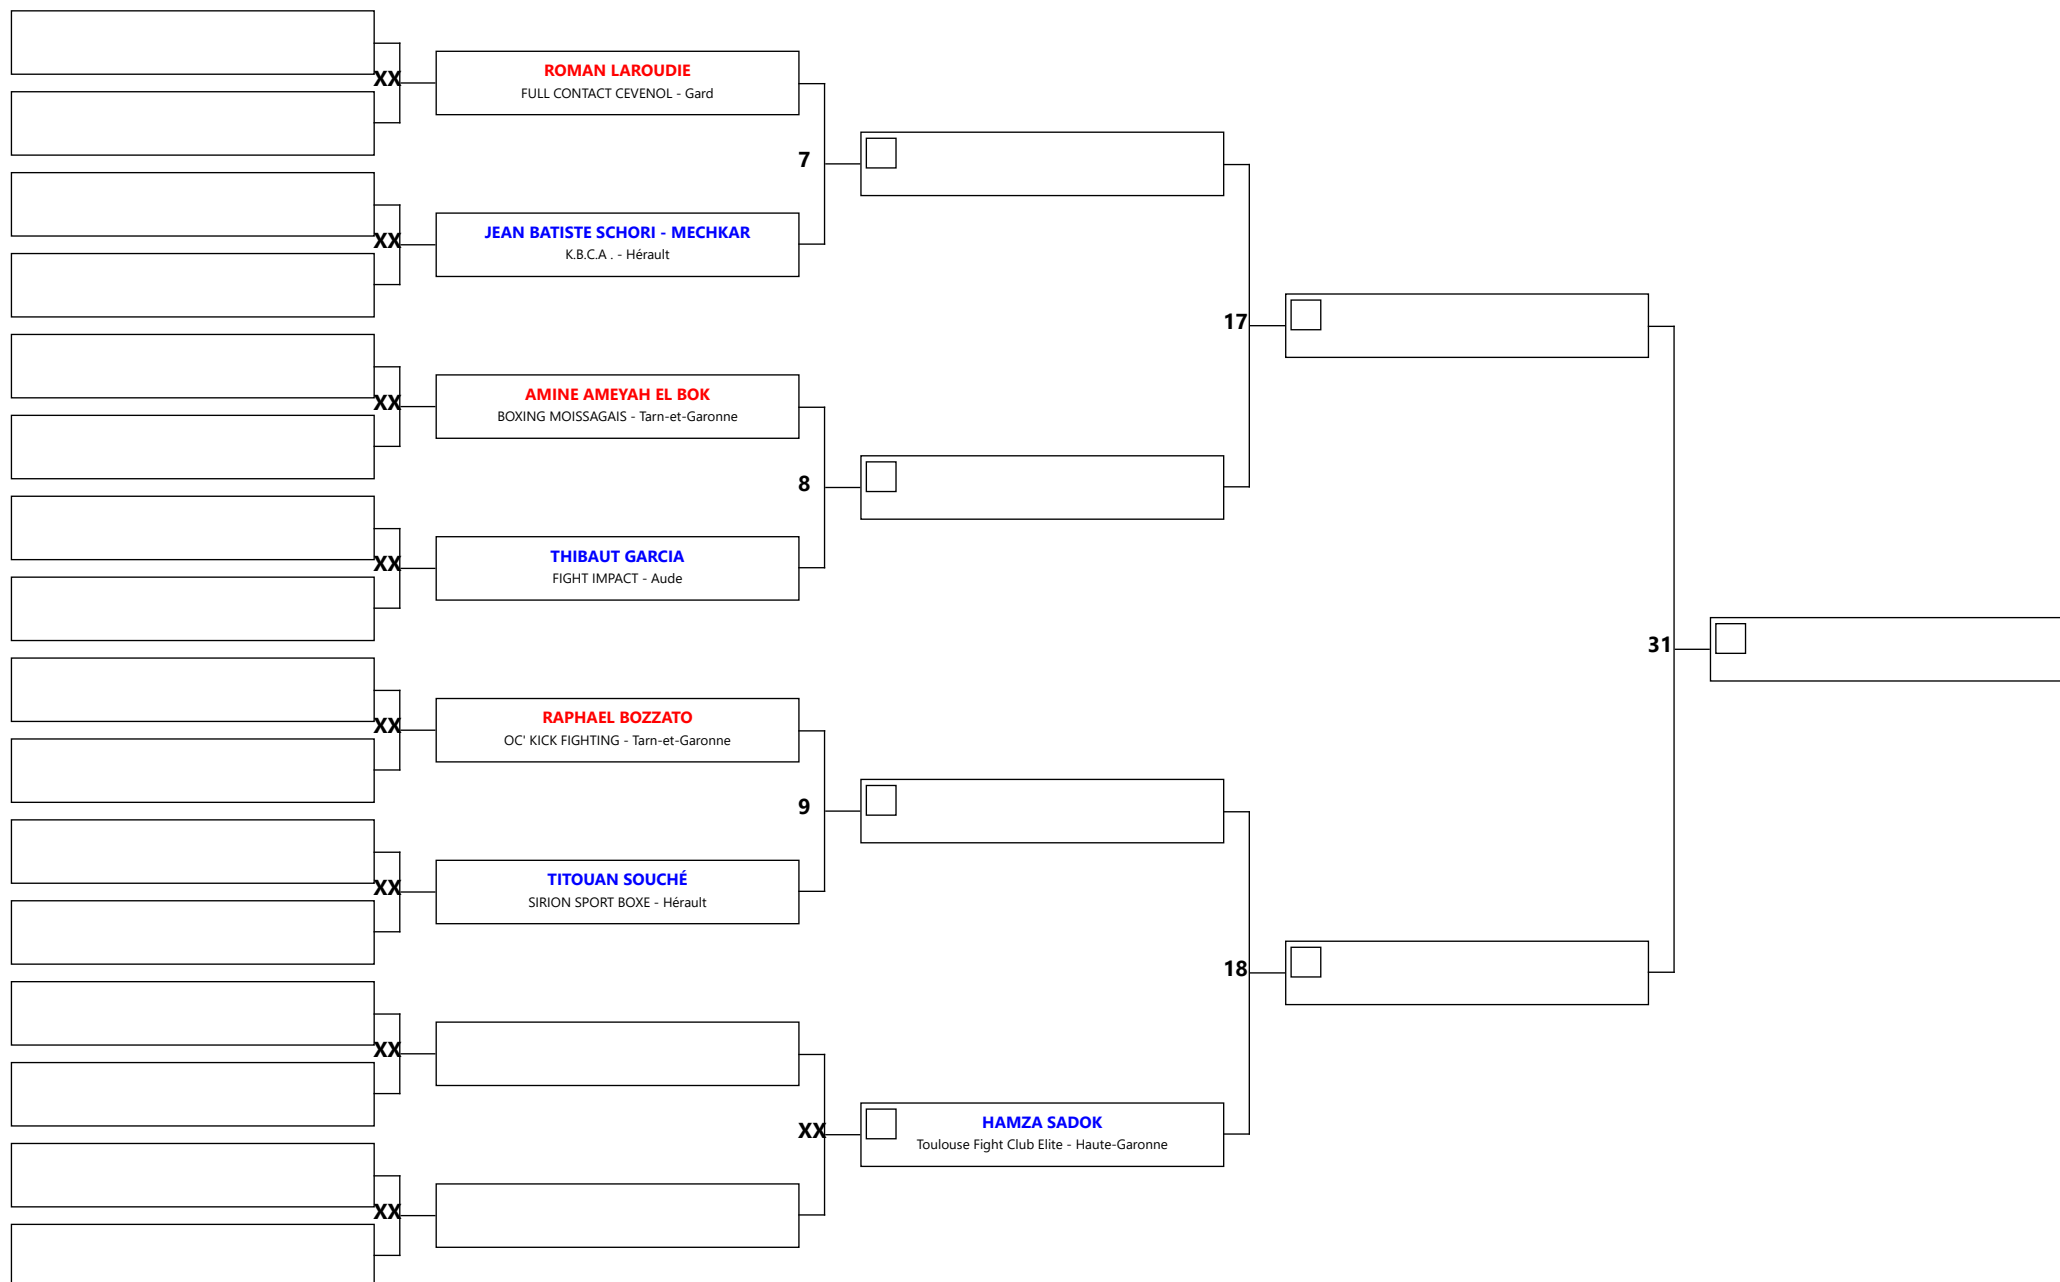 XX
ROMAN LAROUDIE
FULL CONTACT CEVENOL - Gard
7
XX
JEAN BATISTE SCHORI - MECHKAR
K.B.C.A . - Hérault
17
XX
AMINE AMEYAH EL BOK
BOXING MOISSAGAIS - Tarn-et-Garonne
8
XX
THIBAUT GARCIA
FIGHT IMPACT - Aude
31
XX
RAPHAEL BOZZATO
OC' KICK FIGHTING - Tarn-et-Garonne
9
XX
TITOUAN SOUCHÉ
SIRION SPORT BOXE - Hérault
18
XX
XX
HAMZA SADOK
Toulouse Fight Club Elite - Haute-Garonne
XX